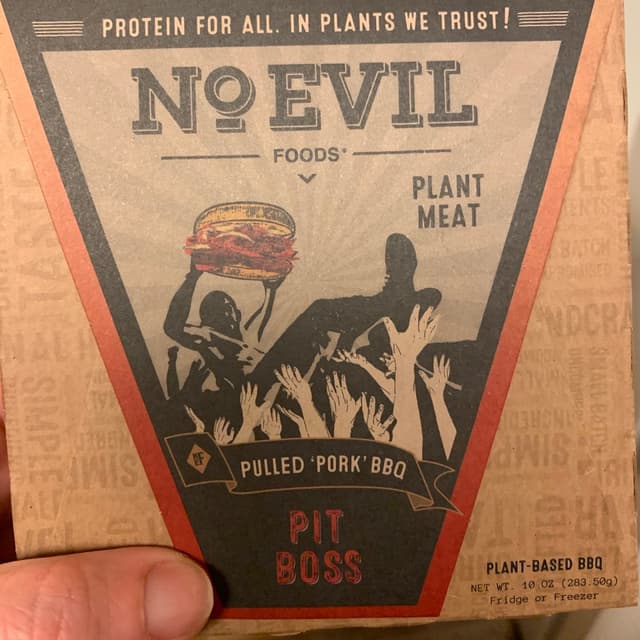 PROTEIN FOR ALL. IN PLANTS WE TRUST!
No EVIL
FOODS®
PLANT
MEAT
PULLED 'PORK' BBQ
PIT
BOSS
PLANT-BASED BBQ
NET WT. 10 OZ (283.50g)
Fridge or Freezer